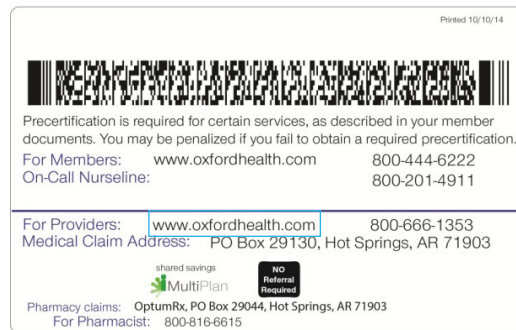 Printed 10/10/14
Precertification is required for certain services, as described in your member
documents. You may be penalized if you fail to obtain a required precertification.
For Members: www.oxfordhealth.com 800-444-6222
On-Call Nurseline: 800-201-4911
For Providers: www.oxfordhealth.com 800-666-1353
Medical Claim Address: PO Box 29130, Hot Springs, AR 71903
shared savings
MultiPlan
NO
Referral
Required
Pharmacy claims: OptumRx, PO Box 29044, Hot Springs, AR 71903
For Pharmacist: 800-816-6615